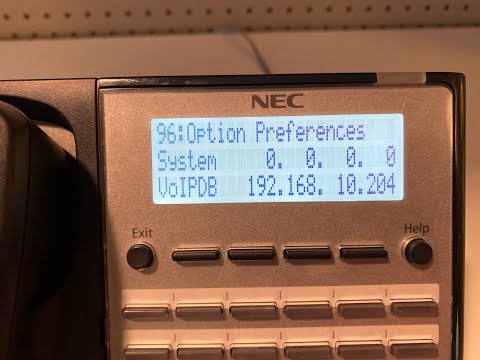 NEC
96:Option Preferences
System 0. 0. 0. 0
VoIPDB 192.168. 10.204
Exit Help